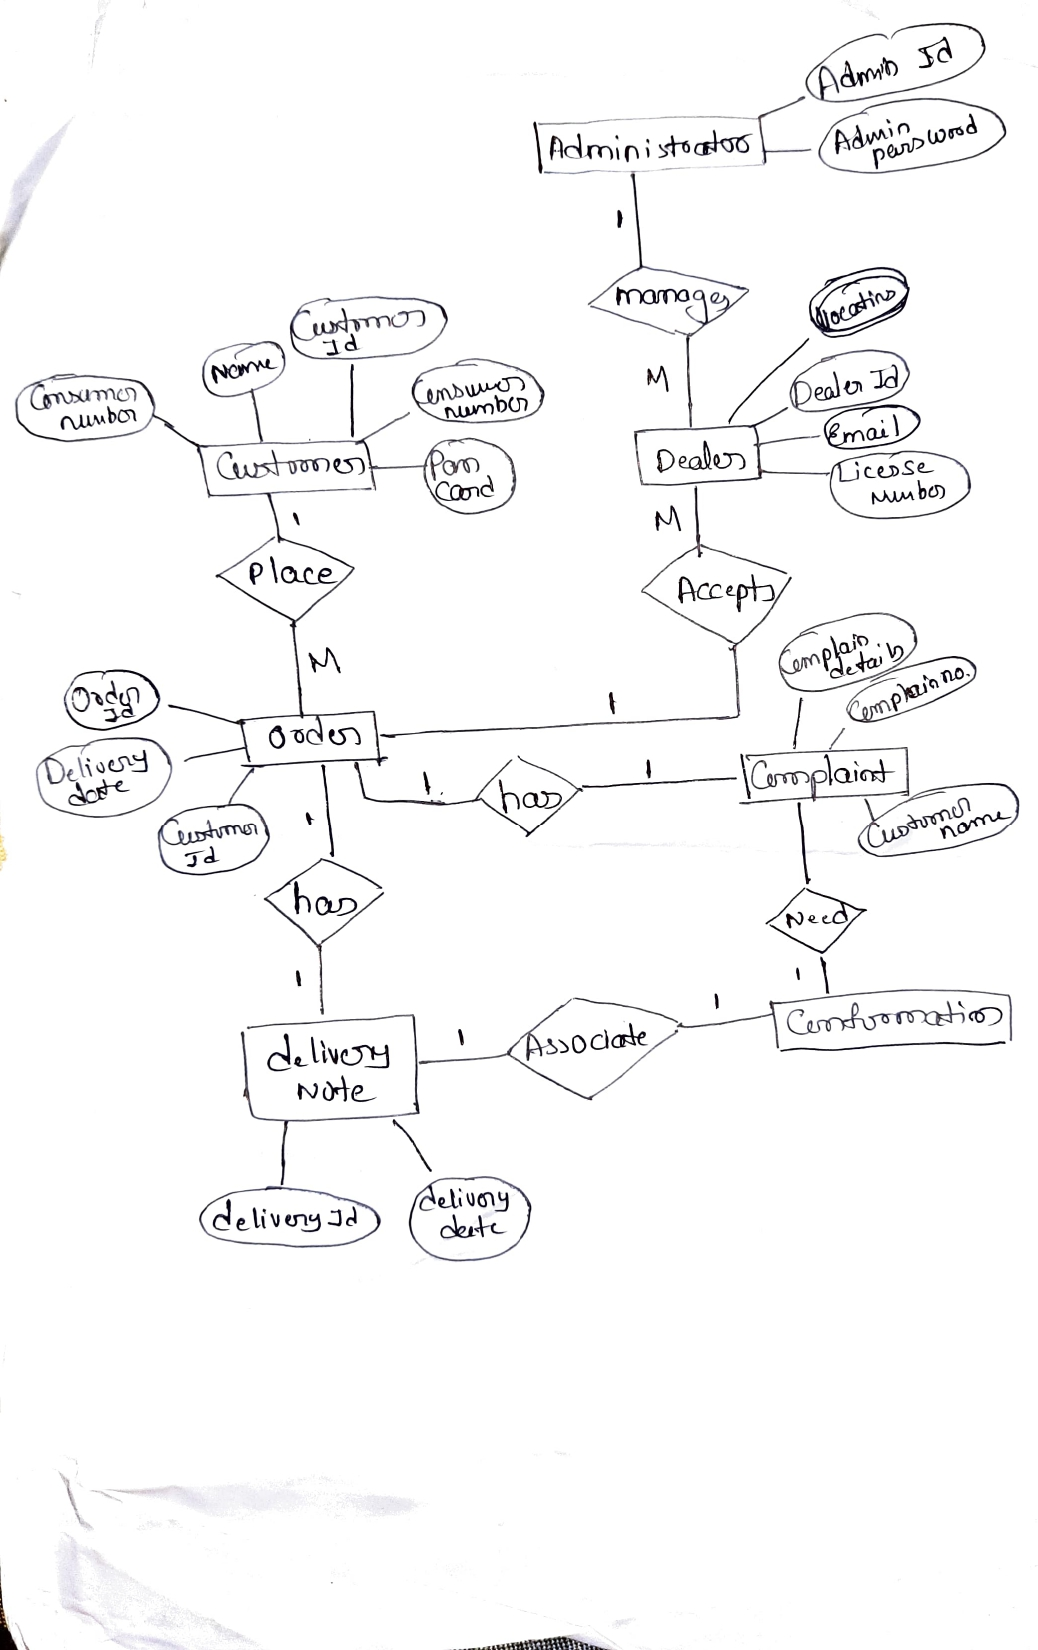 Admin Id
Administrator
Admin
password
1
manages
Location
Customer
Id
Name
M
Dealer Id
Consumer
number
Consumer
number
Email
Customer
Dealer
Pan
Card
License
Number
1
M
Place
Accepts
Complain
details
M
Complain no.
Order
Id
1
Order
Delivery
date
1
1
Complaint
has
Customer
name
Customer
Id
1
has
Need
1
1
1
Conformation
1
Associate
delivery
Note
delivery Id
delivery
date